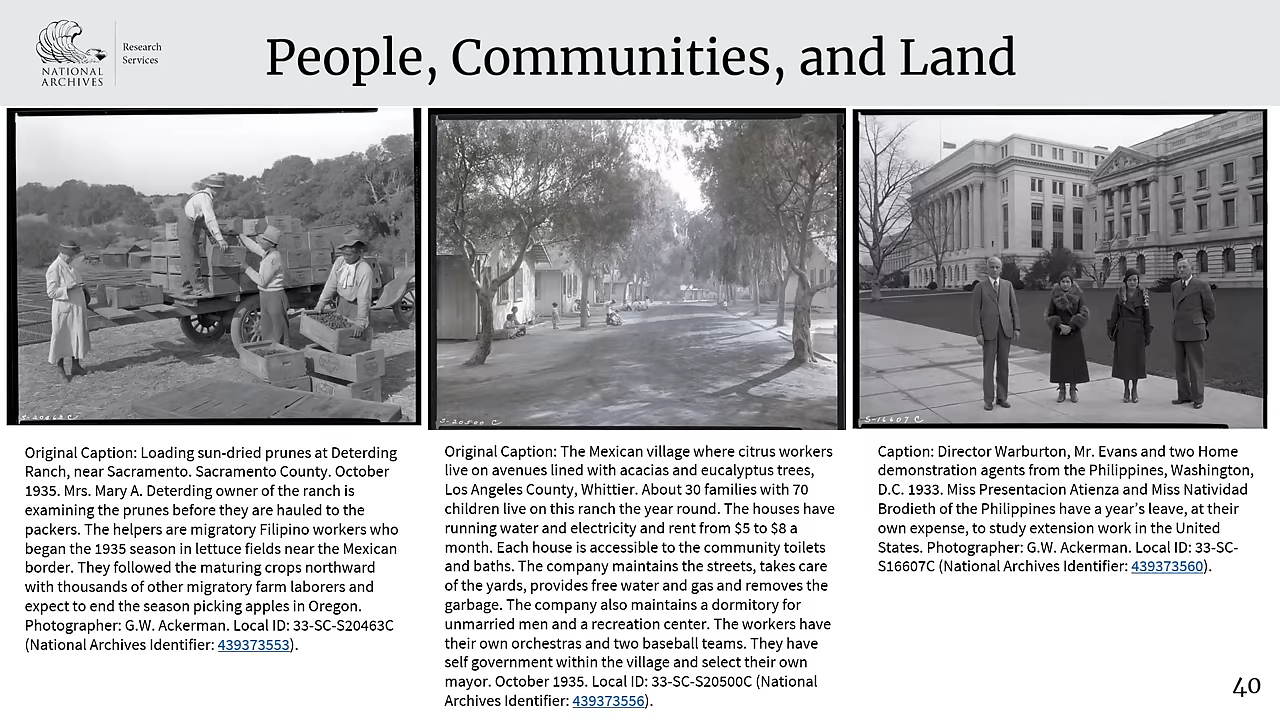 NATIONAL
ARCHIVES
Research
Services
People, Communities, and Land
S-20463C
S-20500 C
S-16607C
Original Caption: Loading sun-dried prunes at Deterding
Ranch, near Sacramento. Sacramento County. October
1935. Mrs. Mary A. Deterding owner of the ranch is
examining the prunes before they are hauled to the
packers. The helpers are migratory Filipino workers who
began the 1935 season in lettuce fields near the Mexican
border. They followed the maturing crops northward
with thousands of other migratory farm laborers and
expect to end the season picking apples in Oregon.
Photographer: G.W. Ackerman. Local ID: 33-SC-S20463C
(National Archives Identifier: 439373553).
Original Caption: The Mexican village where citrus workers
live on avenues lined with acacias and eucalyptus trees,
Los Angeles County, Whittier. About 30 families with 70
children live on this ranch the year round. The houses have
running water and electricity and rent from $5 to $8 a
month. Each house is accessible to the community toilets
and baths. The company maintains the streets, takes care
of the yards, provides free water and gas and removes the
garbage. The company also maintains a dormitory for
unmarried men and a recreation center. The workers have
their own orchestras and two baseball teams. They have
self government within the village and select their own
mayor. October 1935. Local ID: 33-SC-S20500C (National
Archives Identifier: 439373556).
Caption: Director Warburton, Mr. Evans and two Home
demonstration agents from the Philippines, Washington,
D.C. 1933. Miss Presentacion Atienza and Miss Natividad
Brodieth of the Philippines have a year's leave, at their
own expense, to study extension work in the United
States. Photographer: G.W. Ackerman. Local ID: 33-SC-
S16607C (National Archives Identifier: 439373560).
40